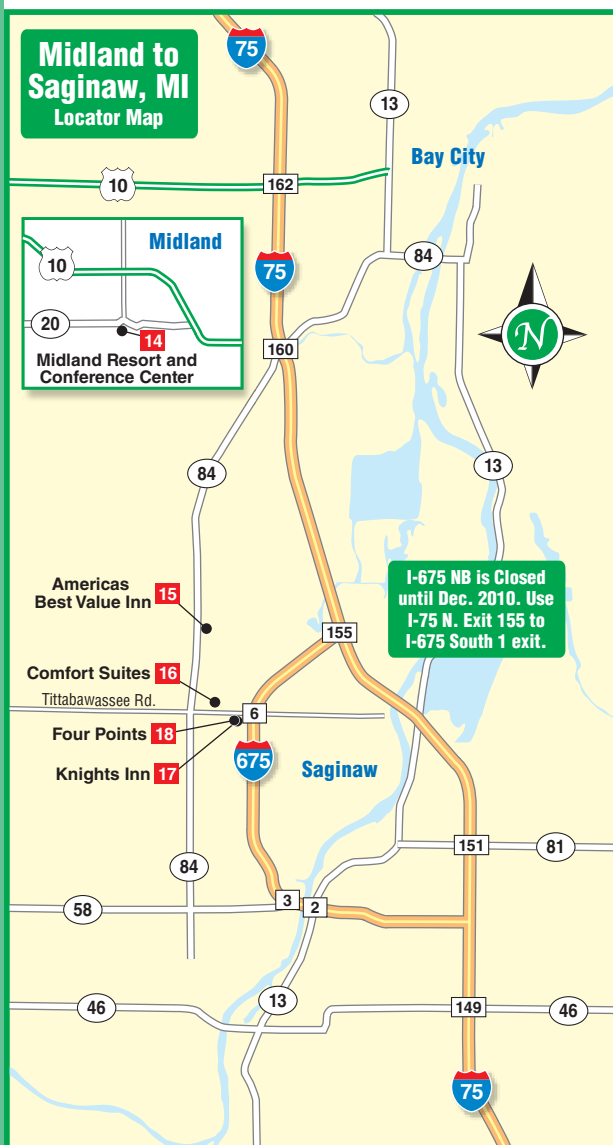 Midland to
Saginaw, MI
Locator Map
75
13
Bay City
10
162
Midland
10
20
14
Midland Resort and
Conference Center
75
84
N
160
84
13
I-675 NB is Closed
until Dec. 2010. Use
I-75 N. Exit 155 to
I-675 South 1 exit.
Americas
Best Value Inn 15
155
Comfort Suites 16
Tittabawassee Rd.
6
Four Points 18
675
Saginaw
Knights Inn 17
151
81
84
58
3
2
46
13
149
46
75